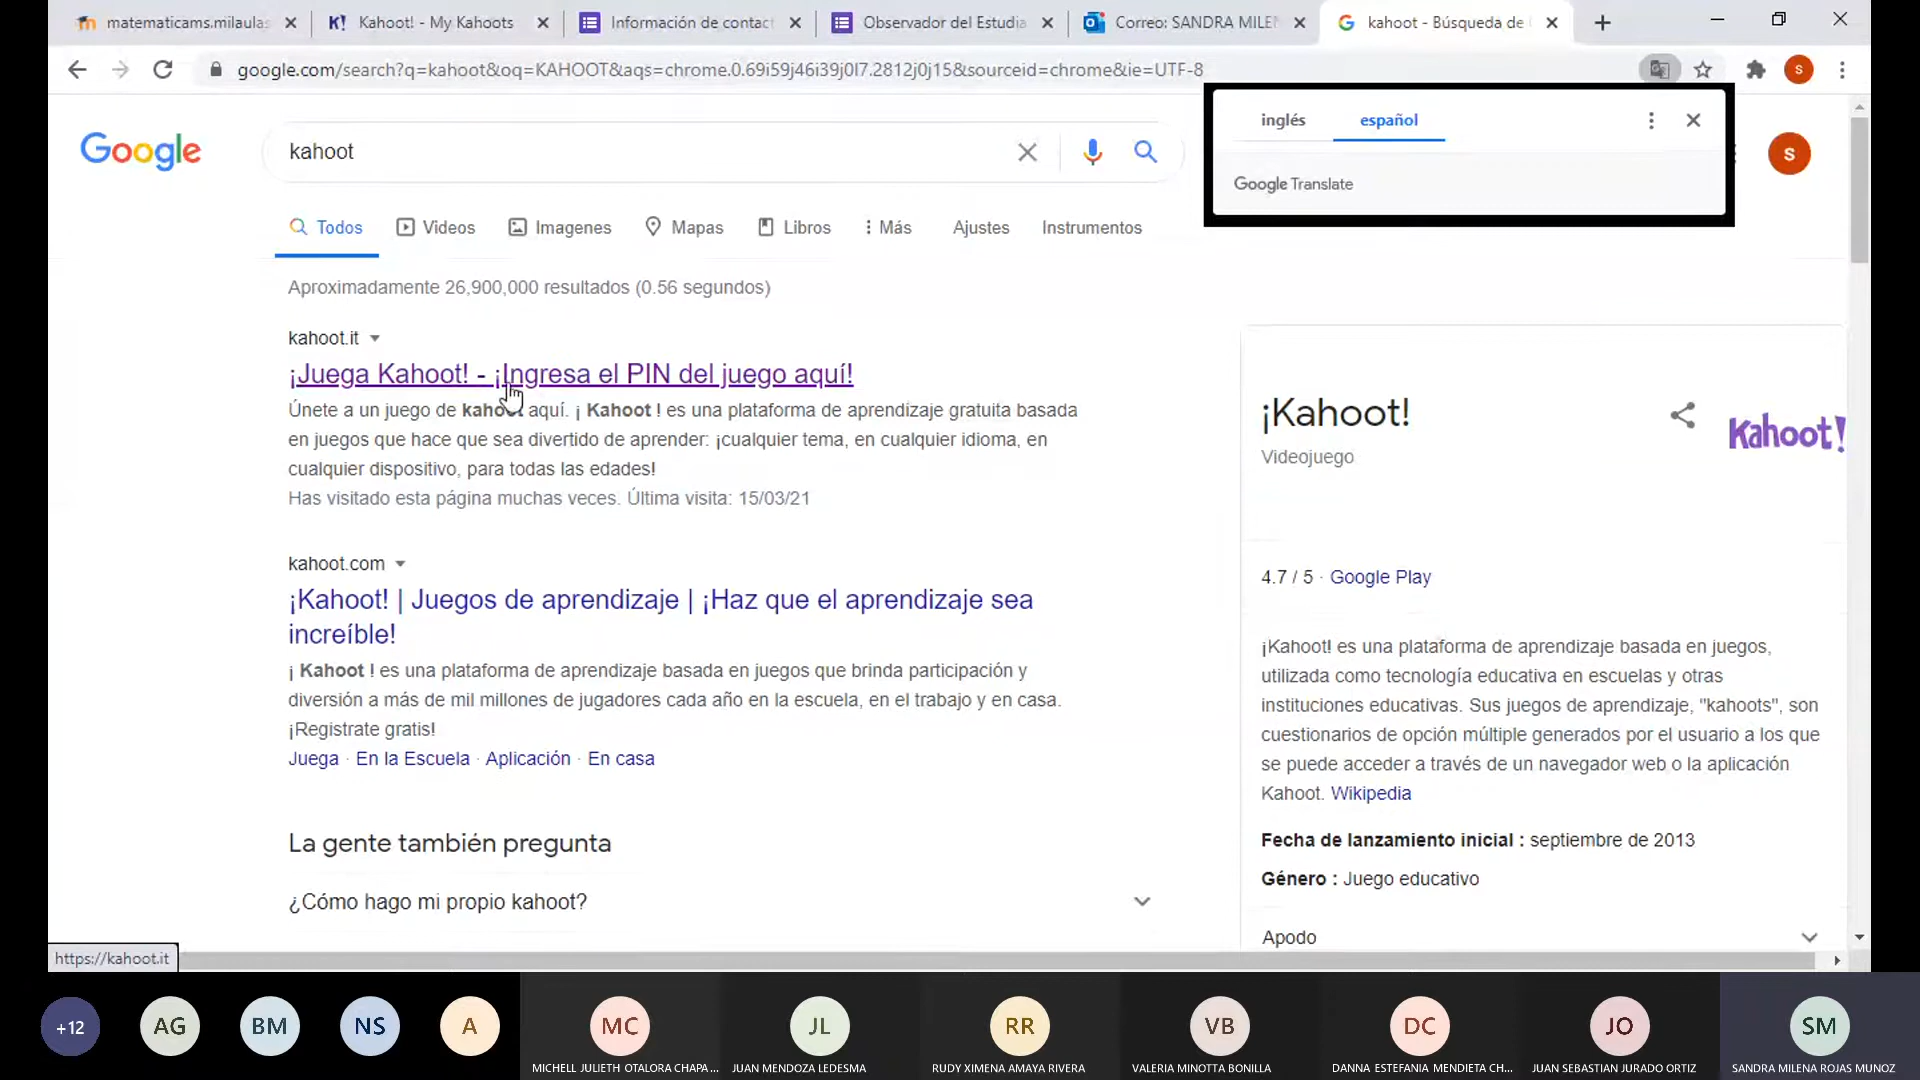 matematicams.milaulas
Kahoot! - My Kahoots
Información de contact
Observador del Estudia
Correo: SANDRA MILEN
kahoot - Búsqueda de
google.com/search?q=kahoot&oq=KAHOOT&aqs=chrome.0.69i59j46i39j0l7.2812j0j15&sourceid=chrome&ie=UTF-8
S
inglés
español
Google Translate
Google
kahoot
S
Todos
Videos
Imagenes
Mapas
Libros
Más
Ajustes
Instrumentos
Aproximadamente 26,900,000 resultados (0.56 segundos)
kahoot.it
¡Juega Kahoot! - ¡Ingresa el PIN del juego aquí!
Únete a un juego de kahoot aquí. ¡ Kahoot ! es una plataforma de aprendizaje gratuita basada
en juegos que hace que sea divertido de aprender: ¡cualquier tema, en cualquier idioma, en
cualquier dispositivo, para todas las edades!
Has visitado esta página muchas veces. Última visita: 15/03/21
kahoot.com
¡Kahoot! | Juegos de aprendizaje | ¡Haz que el aprendizaje sea
increíble!
¡ Kahoot ! es una plataforma de aprendizaje basada en juegos que brinda participación y
diversión a más de mil millones de jugadores cada año en la escuela, en el trabajo y en casa.
¡Registrate gratis!
Juega · En la Escuela · Aplicación · En casa
La gente también pregunta
¿Cómo hago mi propio kahoot?
¡Kahoot!
Videojuego
Kahoot!
4.7 / 5 · Google Play
¡Kahoot! es una plataforma de aprendizaje basada en juegos,
utilizada como tecnología educativa en escuelas y otras
instituciones educativas. Sus juegos de aprendizaje, "kahoots", son
cuestionarios de opción múltiple generados por el usuario a los que
se puede acceder a través de un navegador web o la aplicación
Kahoot. Wikipedia
Fecha de lanzamiento inicial : septiembre de 2013
Género : Juego educativo
Apodo
https://kahoot.it
+12
AG
BM
NS
A
MC
JL
RR
VB
DC
JO
SM
MICHELL JULIETH OTALORA CHAPA...
JUAN MENDOZA LEDESMA
RUDY XIMENA AMAYA RIVERA
VALERIA MINOTTA BONILLA
DANNA ESTEFANIA MENDIETA CH...
JUAN SEBASTIAN JURADO ORTIZ
SANDRA MILENA ROJAS MUNOZ